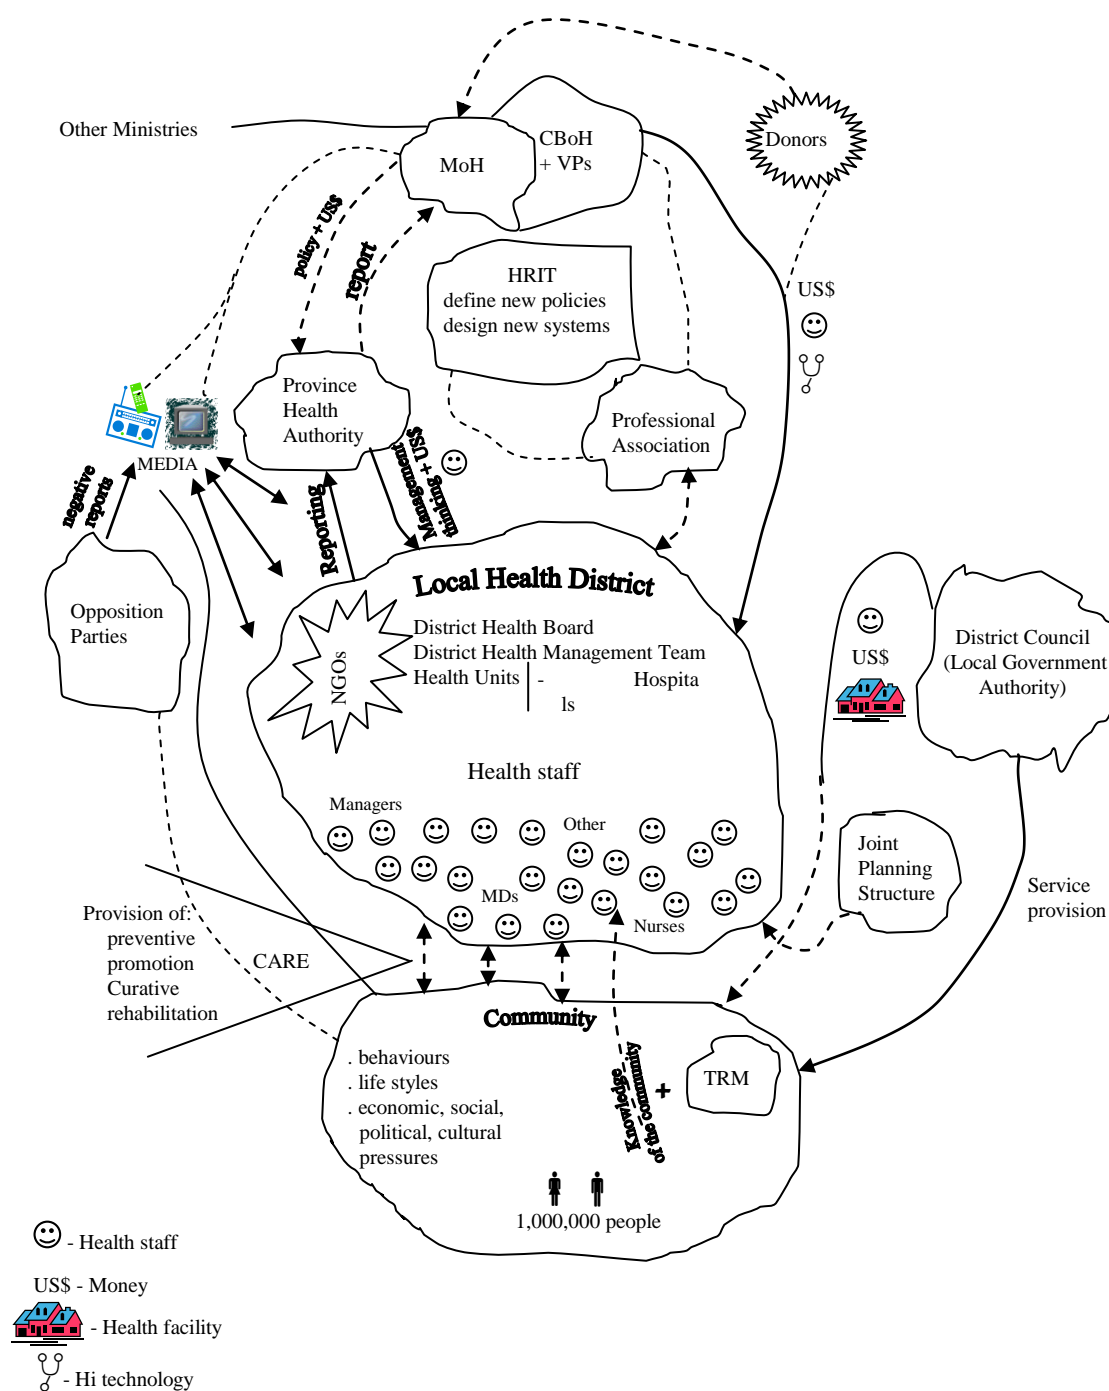 Other Ministries
MoH
CBoH
+ VPs
Donors
policy + US$
report
HRIT
define new policies
design new systems
US$
Province
Health
Authority
Professional
Association
MEDIA
negative
reports
Reporting
Management
thinking + US$
Opposition
Parties
Local Health District
NGOs
District Health Board
District Health Management Team
Health Units - Hospita
ls
US$
District Council
(Local Government
Authority)
Health staff
Managers
Other
MDs
Nurses
Joint
Planning
Structure
Service
provision
Provision of:
preventive
promotion
Curative
rehabilitation
CARE
Community
. behaviours
. life styles
. economic, social,
political, cultural
pressures
Knowledge
of the community
+
TRM
1,000,000 people
- Health staff
US$ - Money
- Health facility
- Hi technology